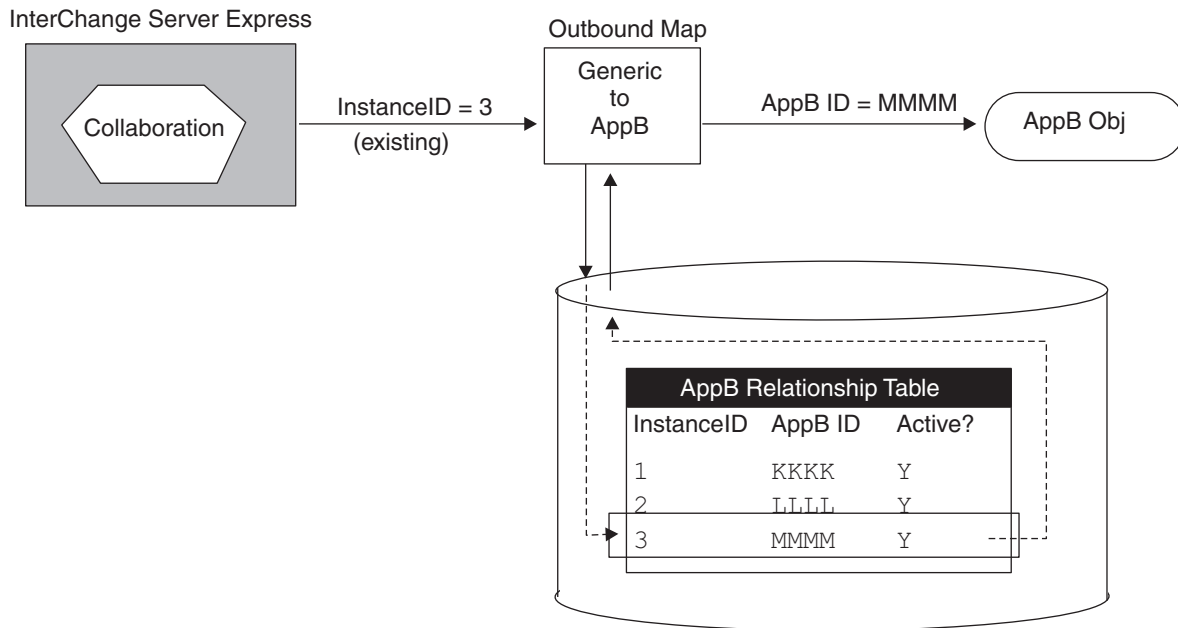 InterChange Server Express
Collaboration
InstanceID = 3
(existing)
Outbound Map
Generic
to
AppB
AppB ID = MMMM
AppB Obj
AppB Relationship Table
InstanceID AppB ID Active?
1 KKKK Y
2 LLLL Y
3 MMMM Y